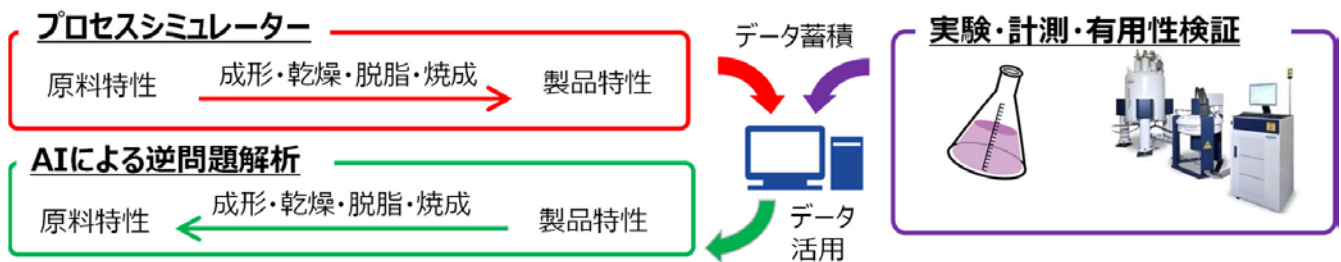 プロセスシミュレーター
原料特性
成形・乾燥・脱脂・焼成
製品特性
AIによる逆問題解析
原料特性
成形・乾燥・脱脂・焼成
製品特性
データ蓄積
データ
活用
実験・計測・有用性検証